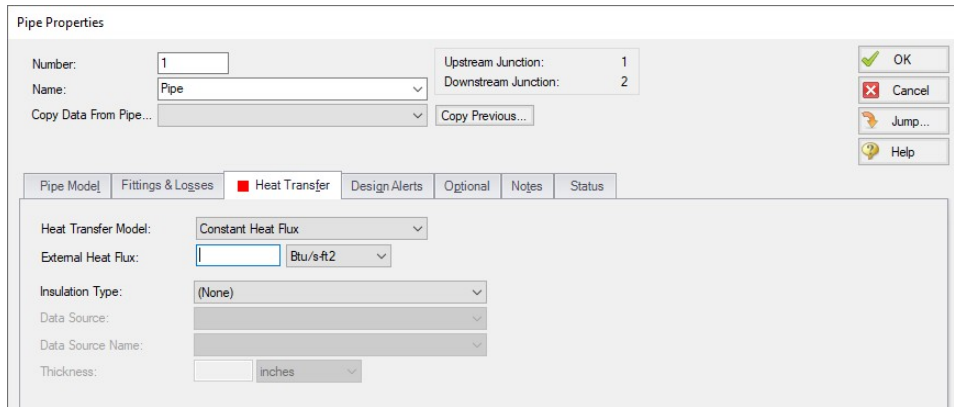 Pipe Properties
Number: 1 Upstream Junction: 1 OK
Name: Pipe Downstream Junction: 2 Cancel
Copy Data From Pipe... Copy Previous... Jump...
Help
Pipe Model Fittings & Losses Heat Transfer Design Alerts Optional Notes Status
Heat Transfer Model: Constant Heat Flux
External Heat Flux: Btu/s-ft2
Insulation Type: (None)
Data Source:
Data Source Name:
Thickness: inches